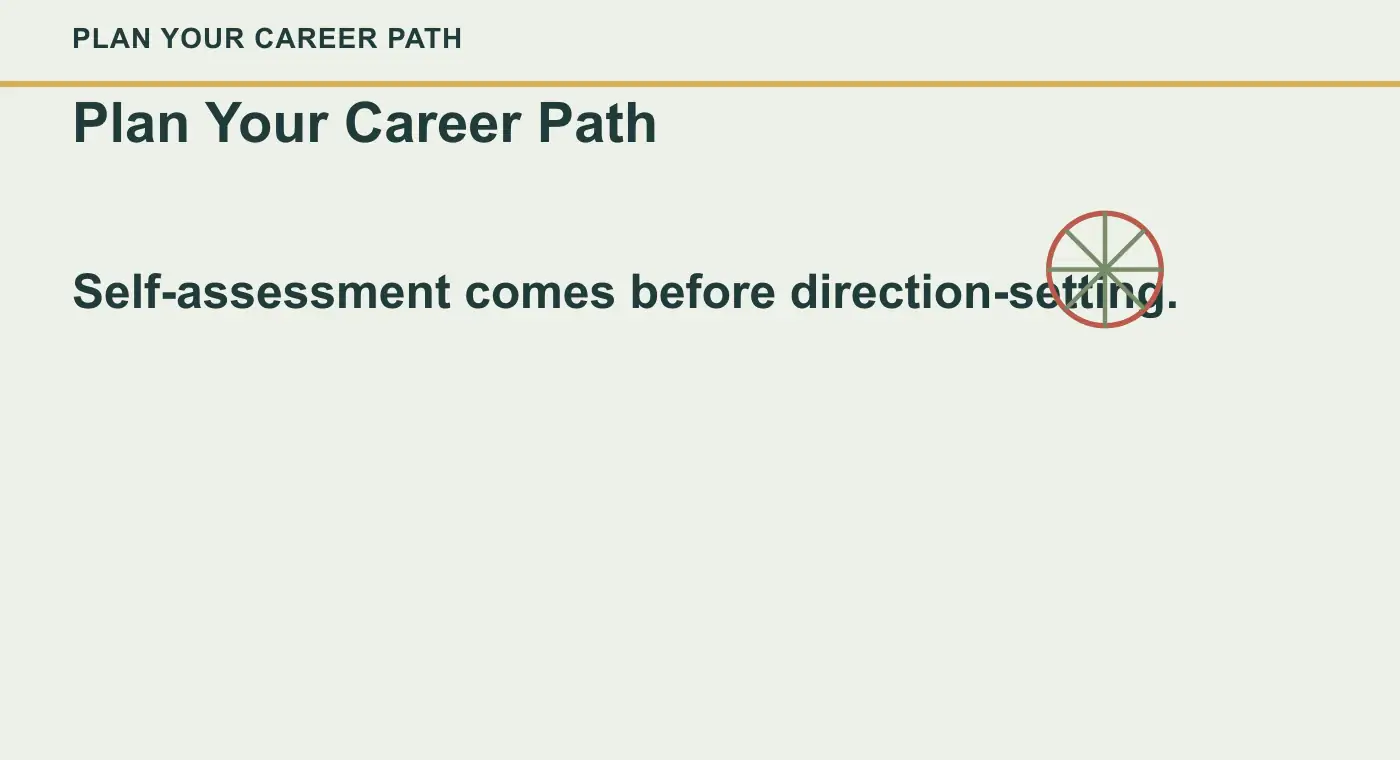 PLAN YOUR CAREER PATH
Plan Your Career Path
Self-assessment comes before direction-setting.